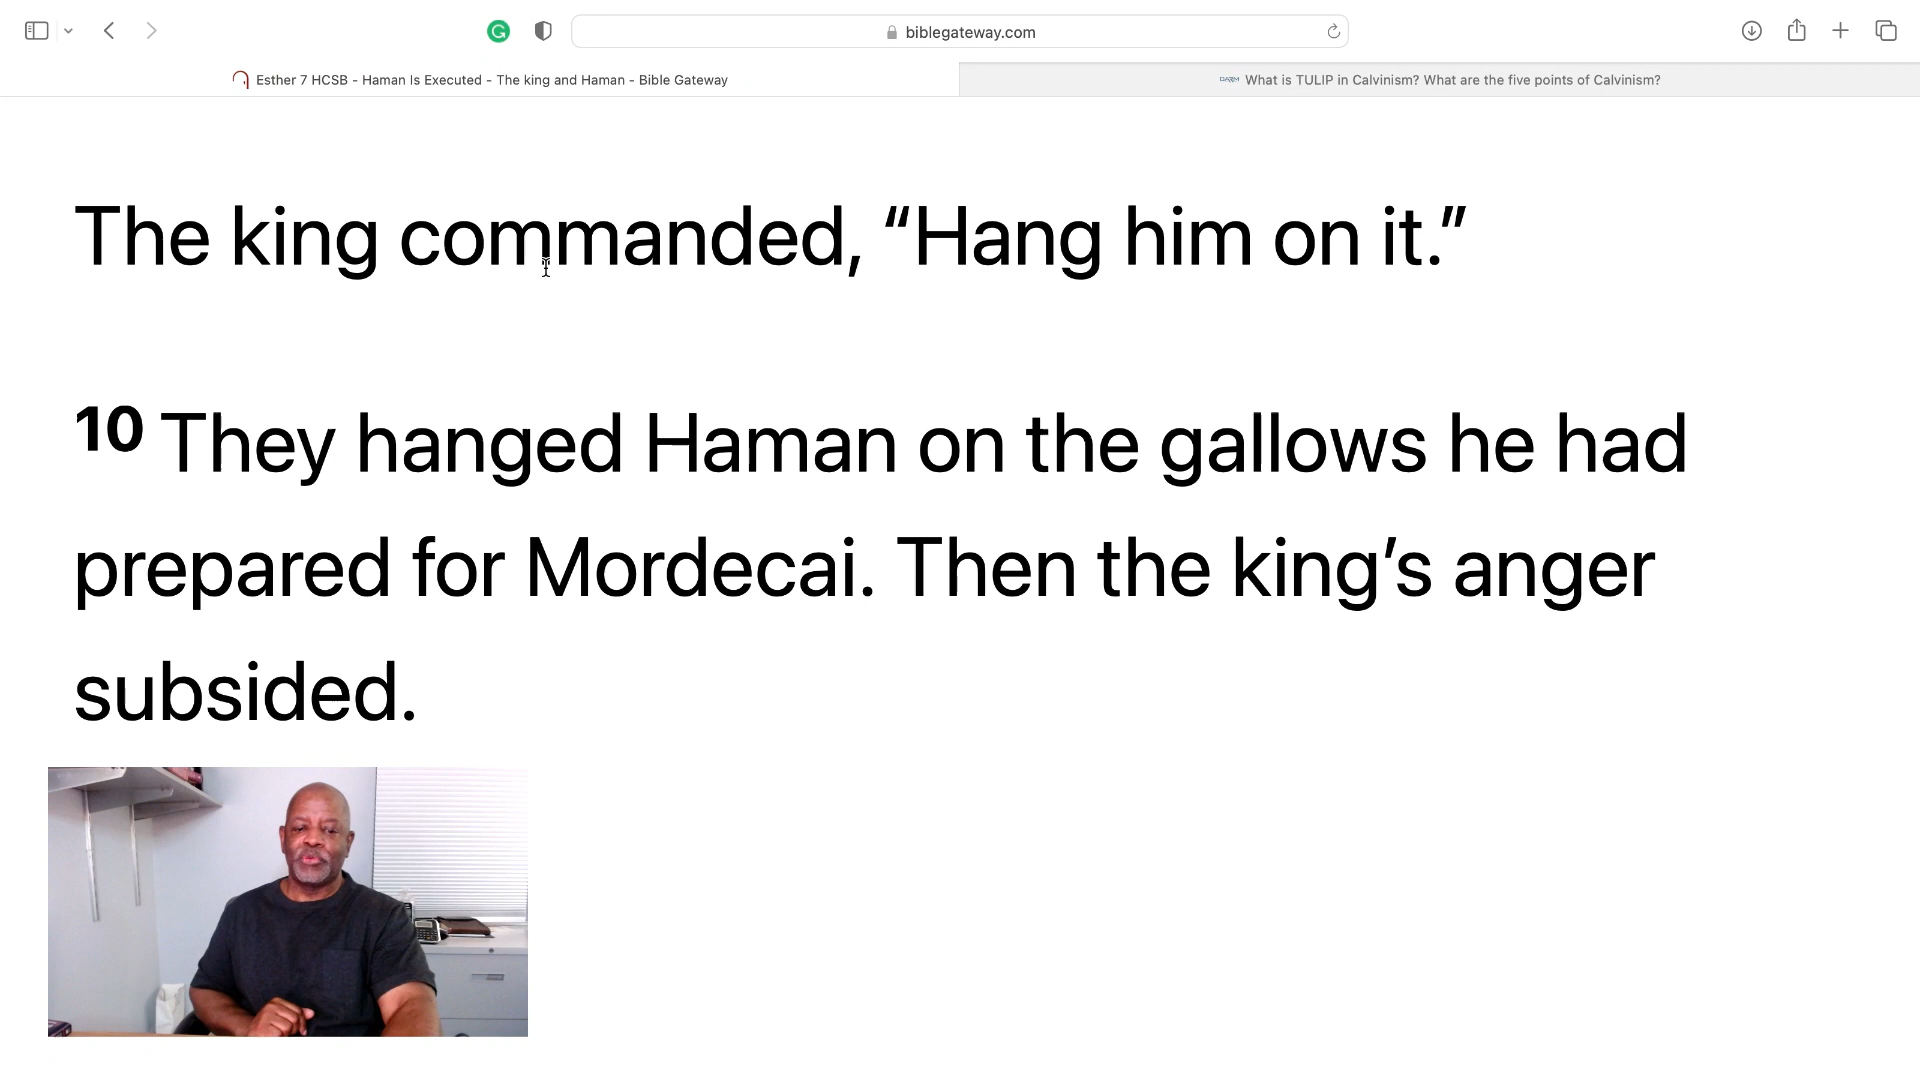 biblegateway.com
Esther 7 HCSB - Haman Is Executed - The king and Haman - Bible Gateway
What is TULIP in Calvinism? What are the five points of Calvinism?
The king commanded, “Hang him on it.”
10 They hanged Haman on the gallows he had
prepared for Mordecai. Then the king’s anger
subsided.